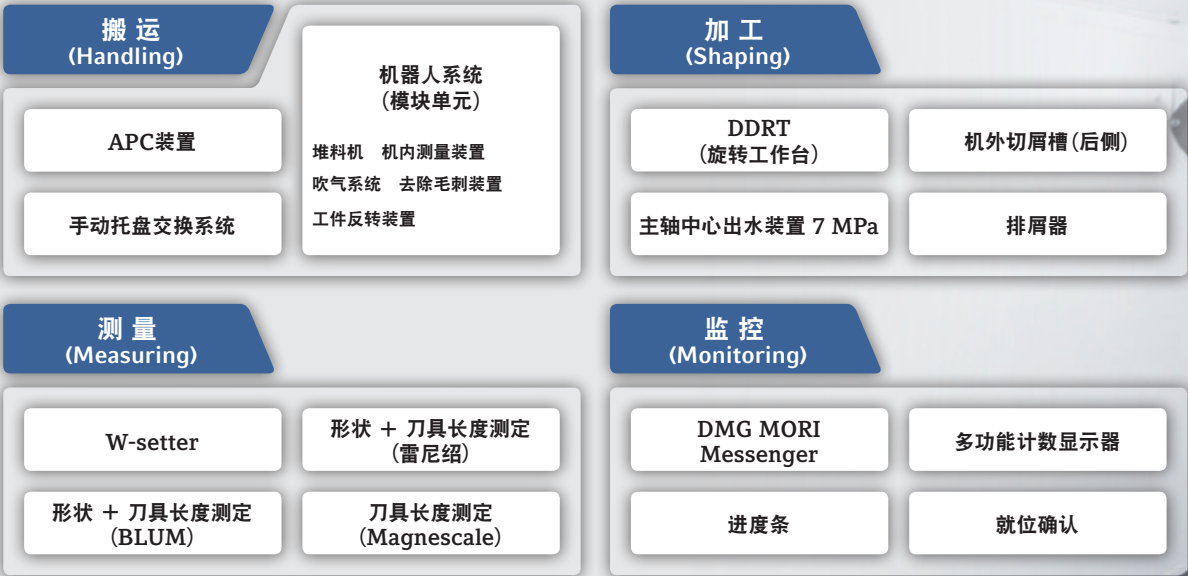 搬 运
(Handling)
APC装置
手动托盘交换系统
机器人系统
(模块单元)
堆料机 机内测量装置
吹气系统 去除毛刺装置
工件反转装置
加 工
(Shaping)
DDRT
(旋转工作台)
机外切屑槽(后侧)
主轴中心出水装置 7 MPa
排屑器
测 量
(Measuring)
W-setter
形状 + 刀具长度测定
(雷尼绍)
形状 + 刀具长度测定
(BLUM)
刀具长度测定
(Magnescale)
监 控
(Monitoring)
DMG MORI
Messenger
多功能计数显示器
进度条
就位确认